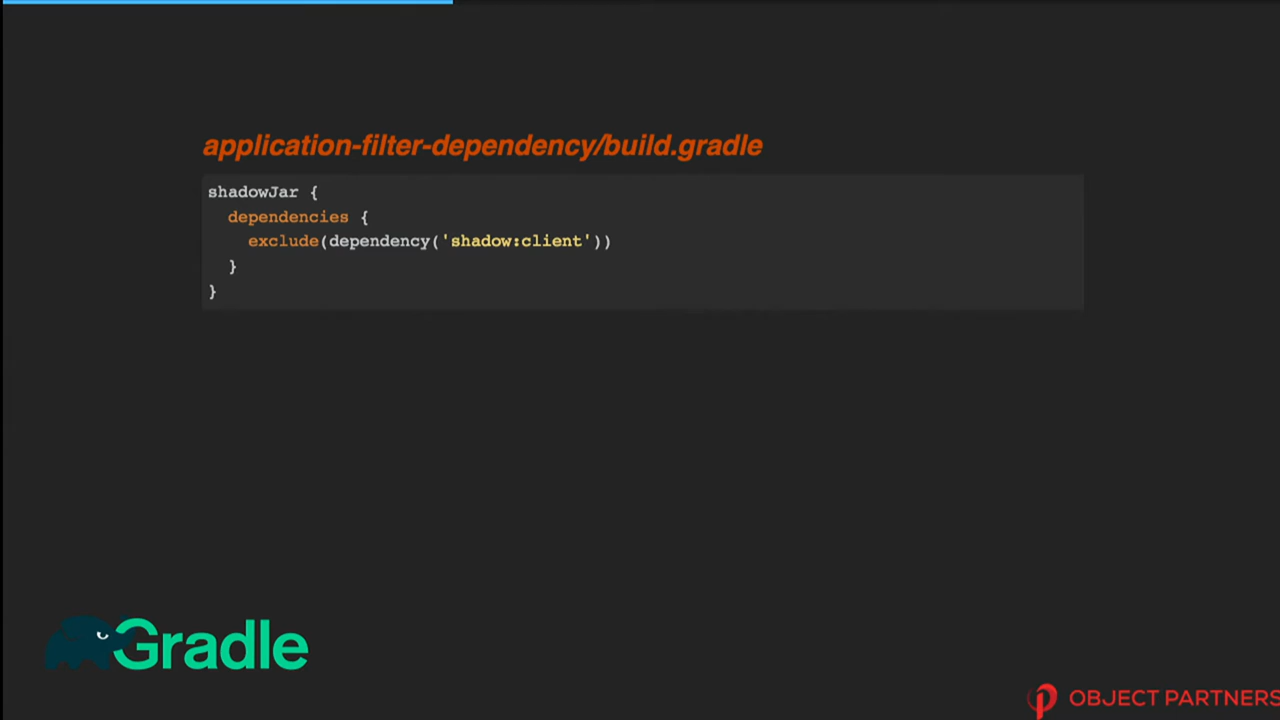 application-filter-dependency/build.gradle
shadowJar {
  dependencies {
    exclude(dependency('shadow:client'))
  }
}
Gradle
OBJECT PARTNERS